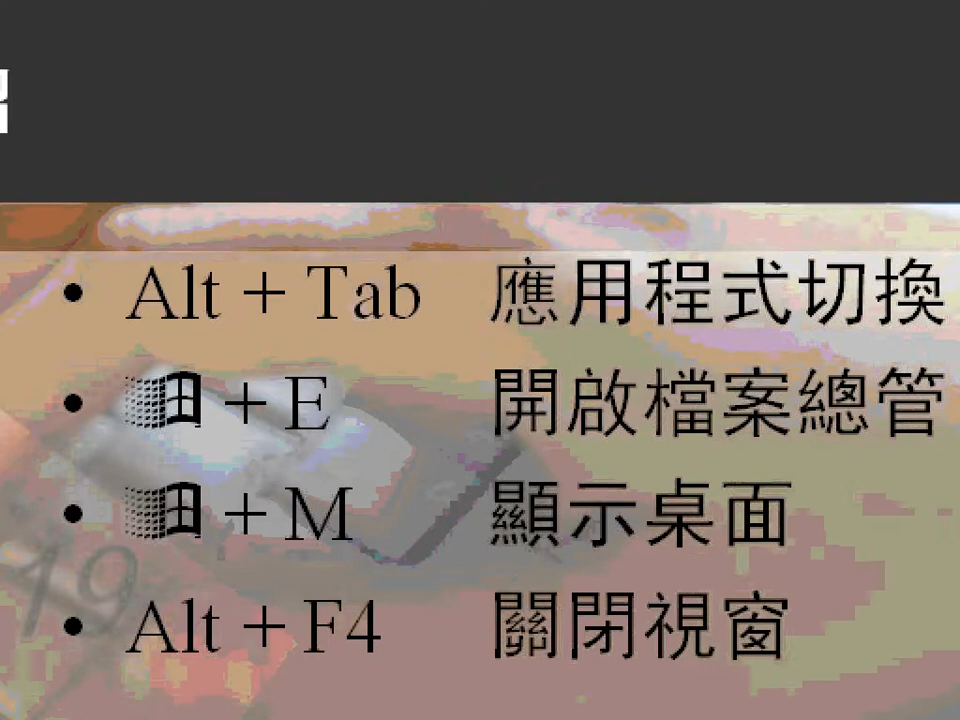 • Alt + Tab 應用程式切換
• + E 開啟檔案總管
• + M 顯示桌面
• Alt + F4 關閉視窗